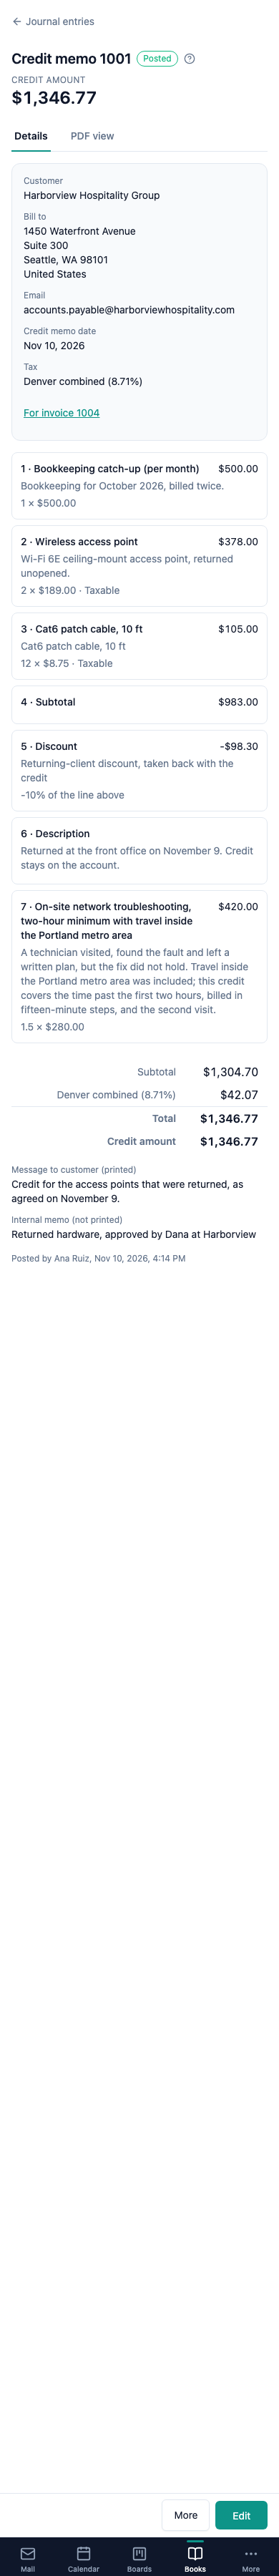 Journal entries
Credit memo 1001 Posted
CREDIT AMOUNT
$1,346.77
Details PDF view
Customer
Harborview Hospitality Group
Bill to
1450 Waterfront Avenue
Suite 300
Seattle, WA 98101
United States
Email
accounts.payable@harborviewhospitality.com
Credit memo date
Nov 10, 2026
Tax
Denver combined (8.71%)
For invoice 1004
1 · Bookkeeping catch-up (per month) $500.00
Bookkeeping for October 2026, billed twice.
1 × $500.00
2 · Wireless access point $378.00
Wi-Fi 6E ceiling-mount access point, returned
unopened.
2 × $189.00 · Taxable
3 · Cat6 patch cable, 10 ft $105.00
Cat6 patch cable, 10 ft
12 × $8.75 · Taxable
4 · Subtotal $983.00
5 · Discount -$98.30
Returning-client discount, taken back with the
credit
-10% of the line above
6 · Description
Returned at the front office on November 9. Credit
stays on the account.
7 · On-site network troubleshooting, $420.00
two-hour minimum with travel inside
the Portland metro area
A technician visited, found the fault and left a
written plan, but the fix did not hold. Travel inside
the Portland metro area was included; this credit
covers the time past the first two hours, billed in
fifteen-minute steps, and the second visit.
1.5 × $280.00
Subtotal $1,304.70
Denver combined (8.71%) $42.07
Total $1,346.77
Credit amount $1,346.77
Message to customer (printed)
Credit for the access points that were returned, as
agreed on November 9.
Internal memo (not printed)
Returned hardware, approved by Dana at Harborview
Posted by Ana Ruiz, Nov 10, 2026, 4:14 PM
More Edit
Mail Calendar Boards Books More